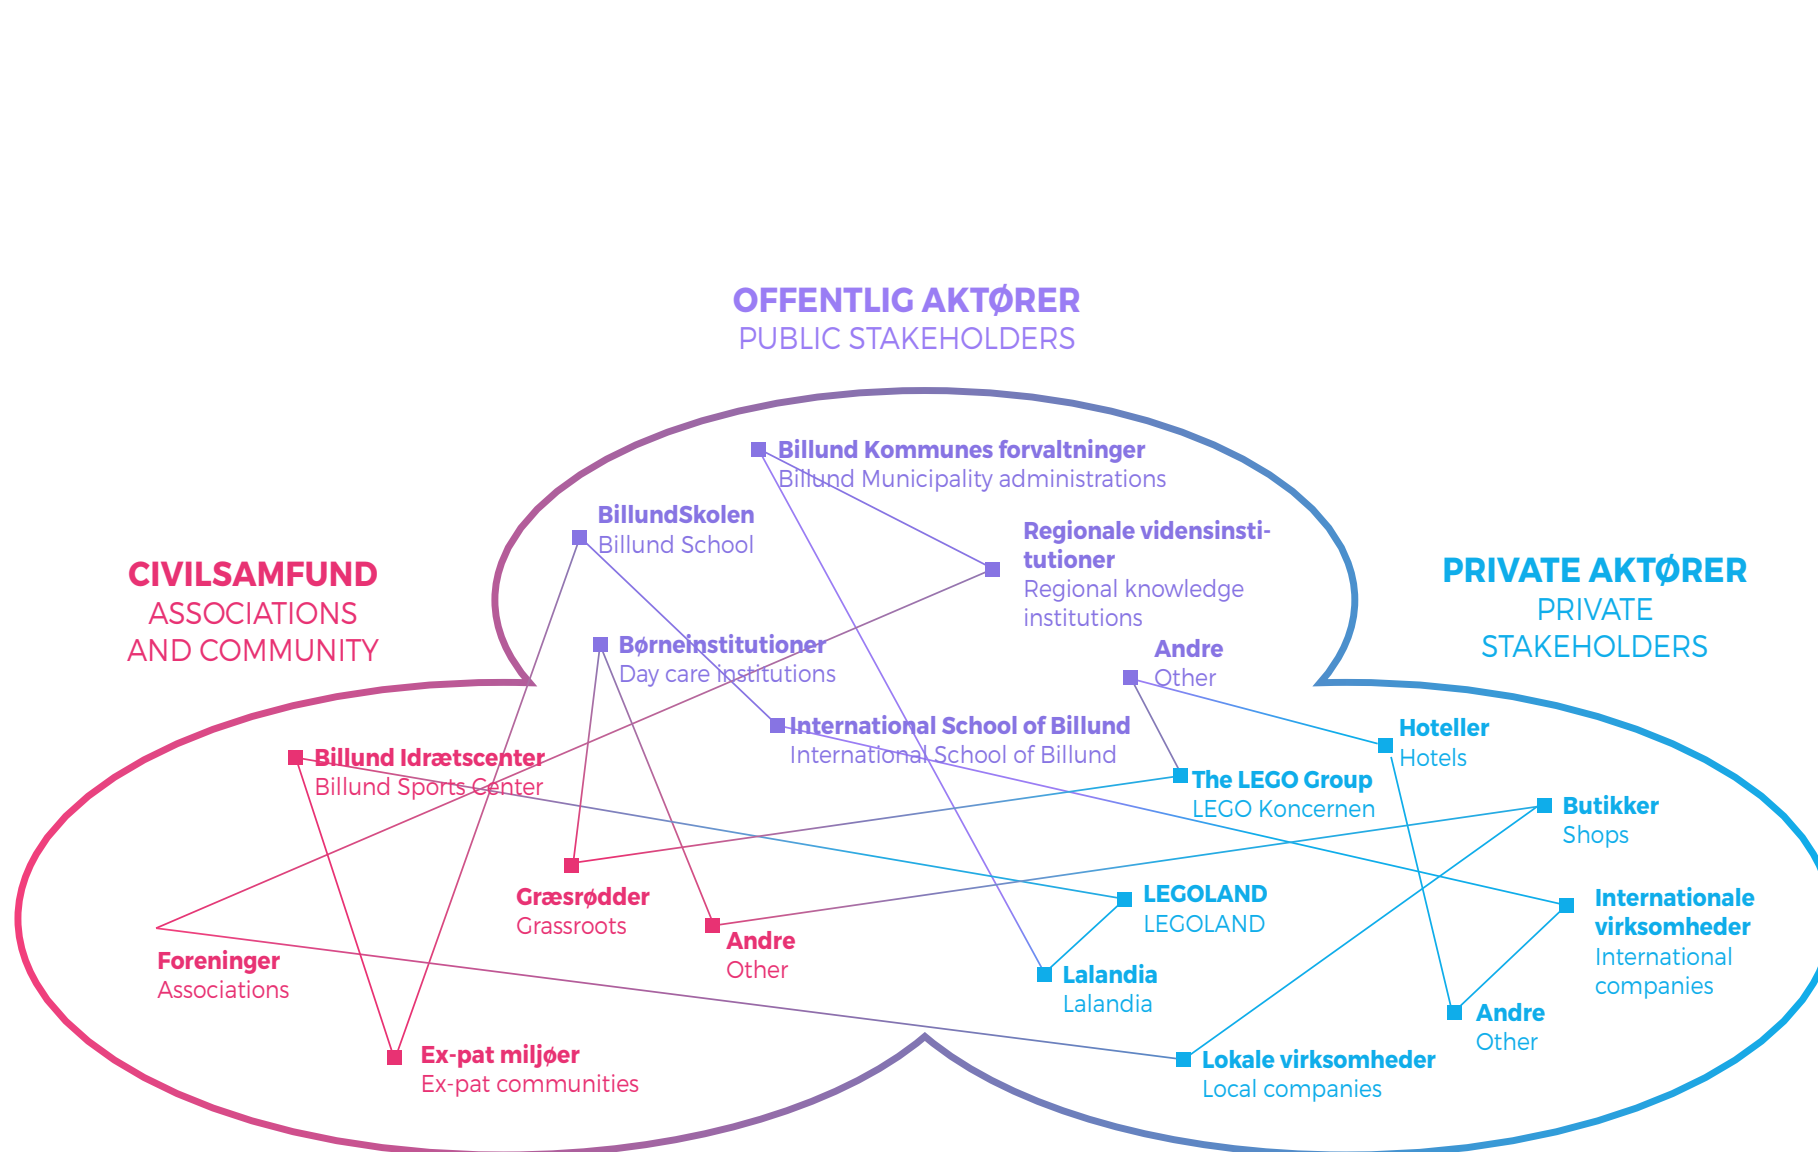 OFFENTLIG AKTØRER
PUBLIC STAKEHOLDERS
Billund Kommunes forvaltninger
Billund Municipality administrations
BillundSkolen
Billund School
Regionale vidensinsti-
tutioner
Regional knowledge
institutions
CIVILSAMFUND
ASSOCIATIONS
AND COMMUNITY
PRIVATE AKTØRER
PRIVATE
STAKEHOLDERS
Børneinstitutioner
Day care institutions
Andre
Other
International School of Billund
International School of Billund
Hoteller
Hotels
Billund Idrætscenter
Billund Sports Center
The LEGO Group
LEGO Koncernen
Butikker
Shops
Græsrødder
Grassroots
LEGOLAND
LEGOLAND
Internationale
virksomheder
International
companies
Andre
Other
Foreninger
Associations
Lalandia
Lalandia
Andre
Other
Ex-pat miljøer
Ex-pat communities
Lokale virksomheder
Local companies